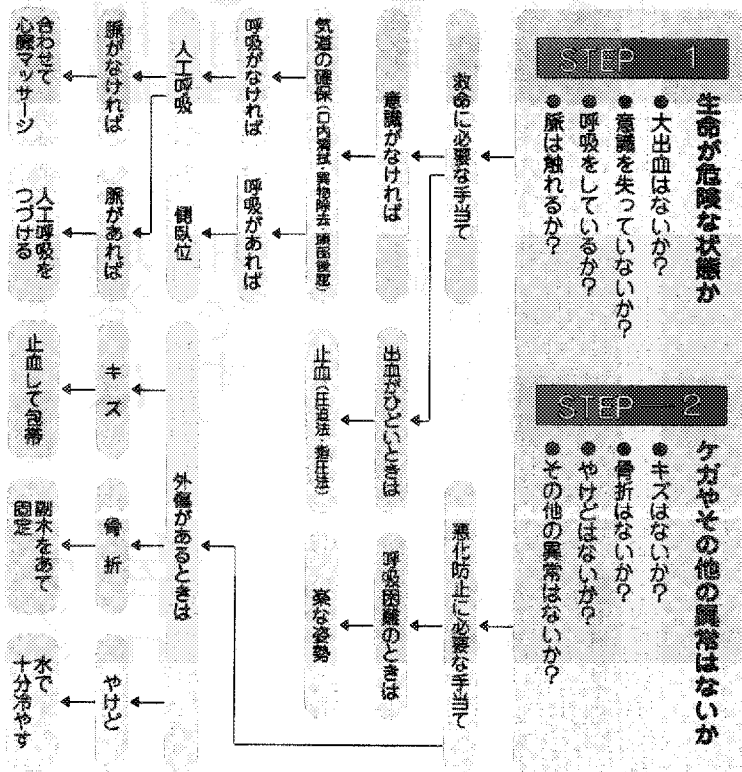 STEP—1
生命が危険な状態か
●大出血はないか?
●意識を失っていないか?
●呼吸をしているか?
●脈は触れるか?
救命に必要な手当て
意識がなければ
気道の確保(口内清拭・異物除去・頭部後屈)
呼吸がなければ
人工呼吸
脈がなければ
合わせて
心臓マッサージ
呼吸があれば
側臥位
脈があれば
人工呼吸を
つづける
出血がひどいときは
止血(圧迫法・指圧法)
STEP—2
ケガやその他の異常はないか
●キズはないか?
●骨折はないか?
●やけどはないか?
●その他の異常はないか?
悪化防止に必要な手当て
呼吸困難のときは
楽な姿勢
外傷があるときは
キズ
止血して包帯
骨折
副木をあて
固定
やけど
水で
十分冷やす